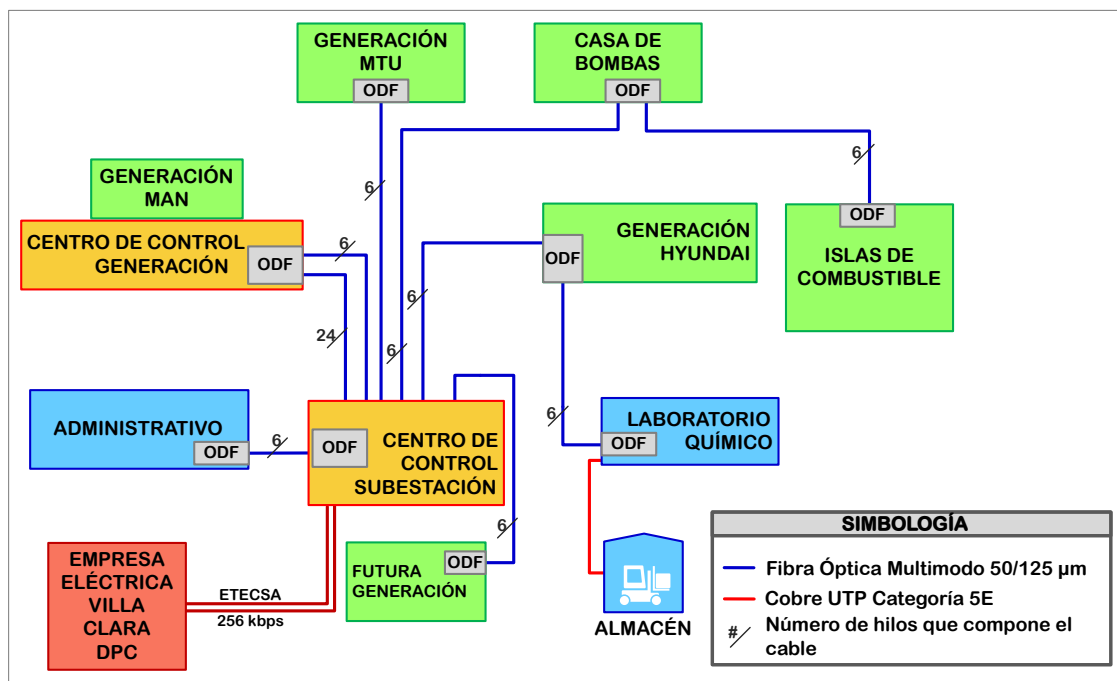 GENERACIÓN
MTU
ODF
CASA DE
BOMBAS
ODF
6
6
GENERACIÓN
MAN
CENTRO DE CONTROL
GENERACIÓN
ODF
6
24
GENERACIÓN
HYUNDAI
ODF
6
6
ODF
ISLAS DE
COMBUSTIBLE
ADMINISTRATIVO
ODF
6
ODF
CENTRO DE
CONTROL
SUBESTACIÓN
6
LABORATORIO
QUÍMICO
ODF
6
FUTURA
GENERACIÓN
ODF
EMPRESA
ELÉCTRICA
VILLA
CLARA
DPC
ETECSA
256 kbps
ALMACÉN
SIMBOLOGÍA
Fibra Óptica Multimodo 50/125 µm
Cobre UTP Categoría 5E
#/ Número de hilos que compone el
cable